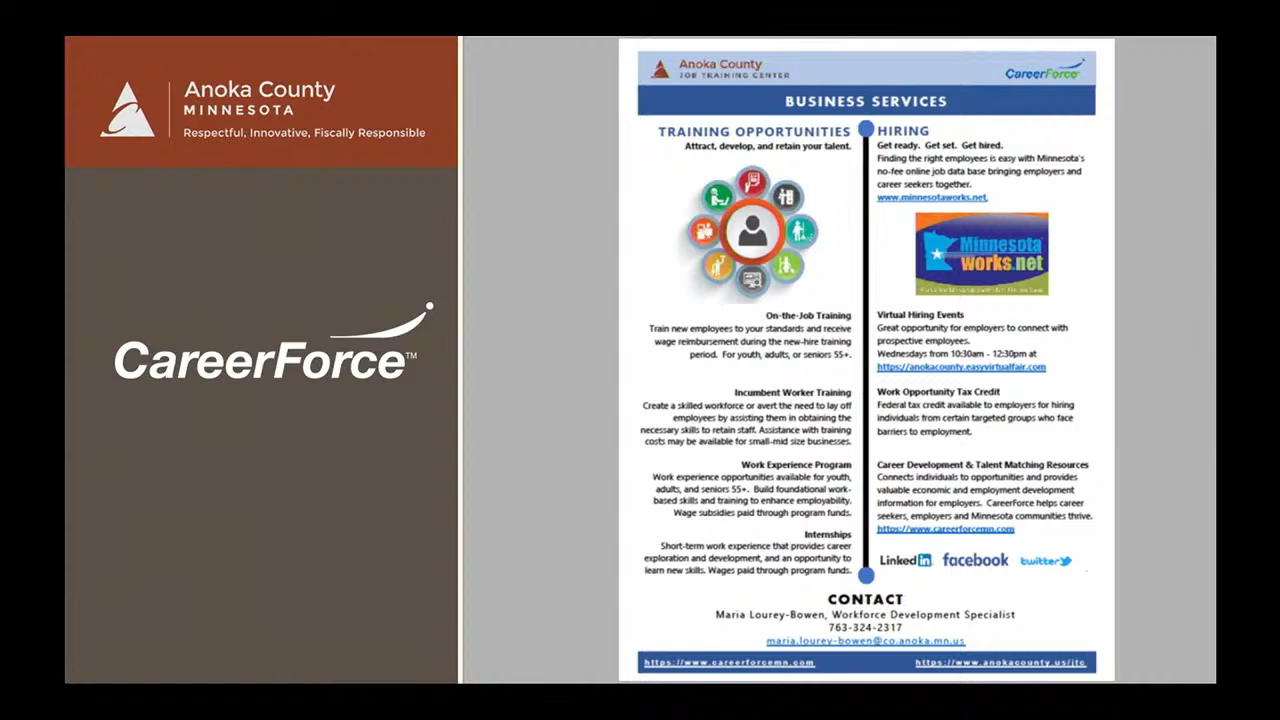 Anoka County
MINNESOTA
Respectful, Innovative, Fiscally Responsible
CareerForce™
Anoka County
JOB TRAINING CENTER
CareerForce
BUSINESS SERVICES
TRAINING OPPORTUNITIES
Attract, develop, and retain your talent.
On-the-Job Training
Train new employees to your standards and receive
wage reimbursement during the new-hire training
period. For youth, adults, or seniors 55+.
Incumbent Worker Training
Create a skilled workforce or avert the need to lay off
employees by assisting them in obtaining the
necessary skills to retain staff. Assistance with training
costs may be available for small-mid size businesses.
Work Experience Program
Work experience opportunities available for youth,
adults, and seniors 55+. Build foundational work-
based skills and training to enhance employability.
Wage subsidies paid through program funds.
Internships
Short-term work experience that provides career
exploration and development, and an opportunity to
learn new skills. Wages paid through program funds.
HIRING
Get ready. Get set. Get hired.
Finding the right employees is easy with Minnesota's
no-fee online job data base bringing employers and
career seekers together.
www.minnesotaworks.net.
Minnesota
works.net
Virtual Hiring Events
Great opportunity for employers to connect with
prospective employees.
Wednesdays from 10:30am - 12:30pm at
https://anokacounty.easyvirtualfair.com
Work Opportunity Tax Credit
Federal tax credit available to employers for hiring
individuals from certain targeted groups who face
barriers to employment.
Career Development & Talent Matching Resources
Connects individuals to opportunities and provides
valuable economic and employment development
information for employers. CareerForce helps career
seekers, employers and Minnesota communities thrive.
https://www.careerforcemn.com
Linked in facebook twitter
CONTACT
Maria Lourey-Bowen, Workforce Development Specialist
763-324-2317
maria.lourey-bowen@co.anoka.mn.us
https://www.careerforcemn.com
https://www.anokacounty.us/jtc